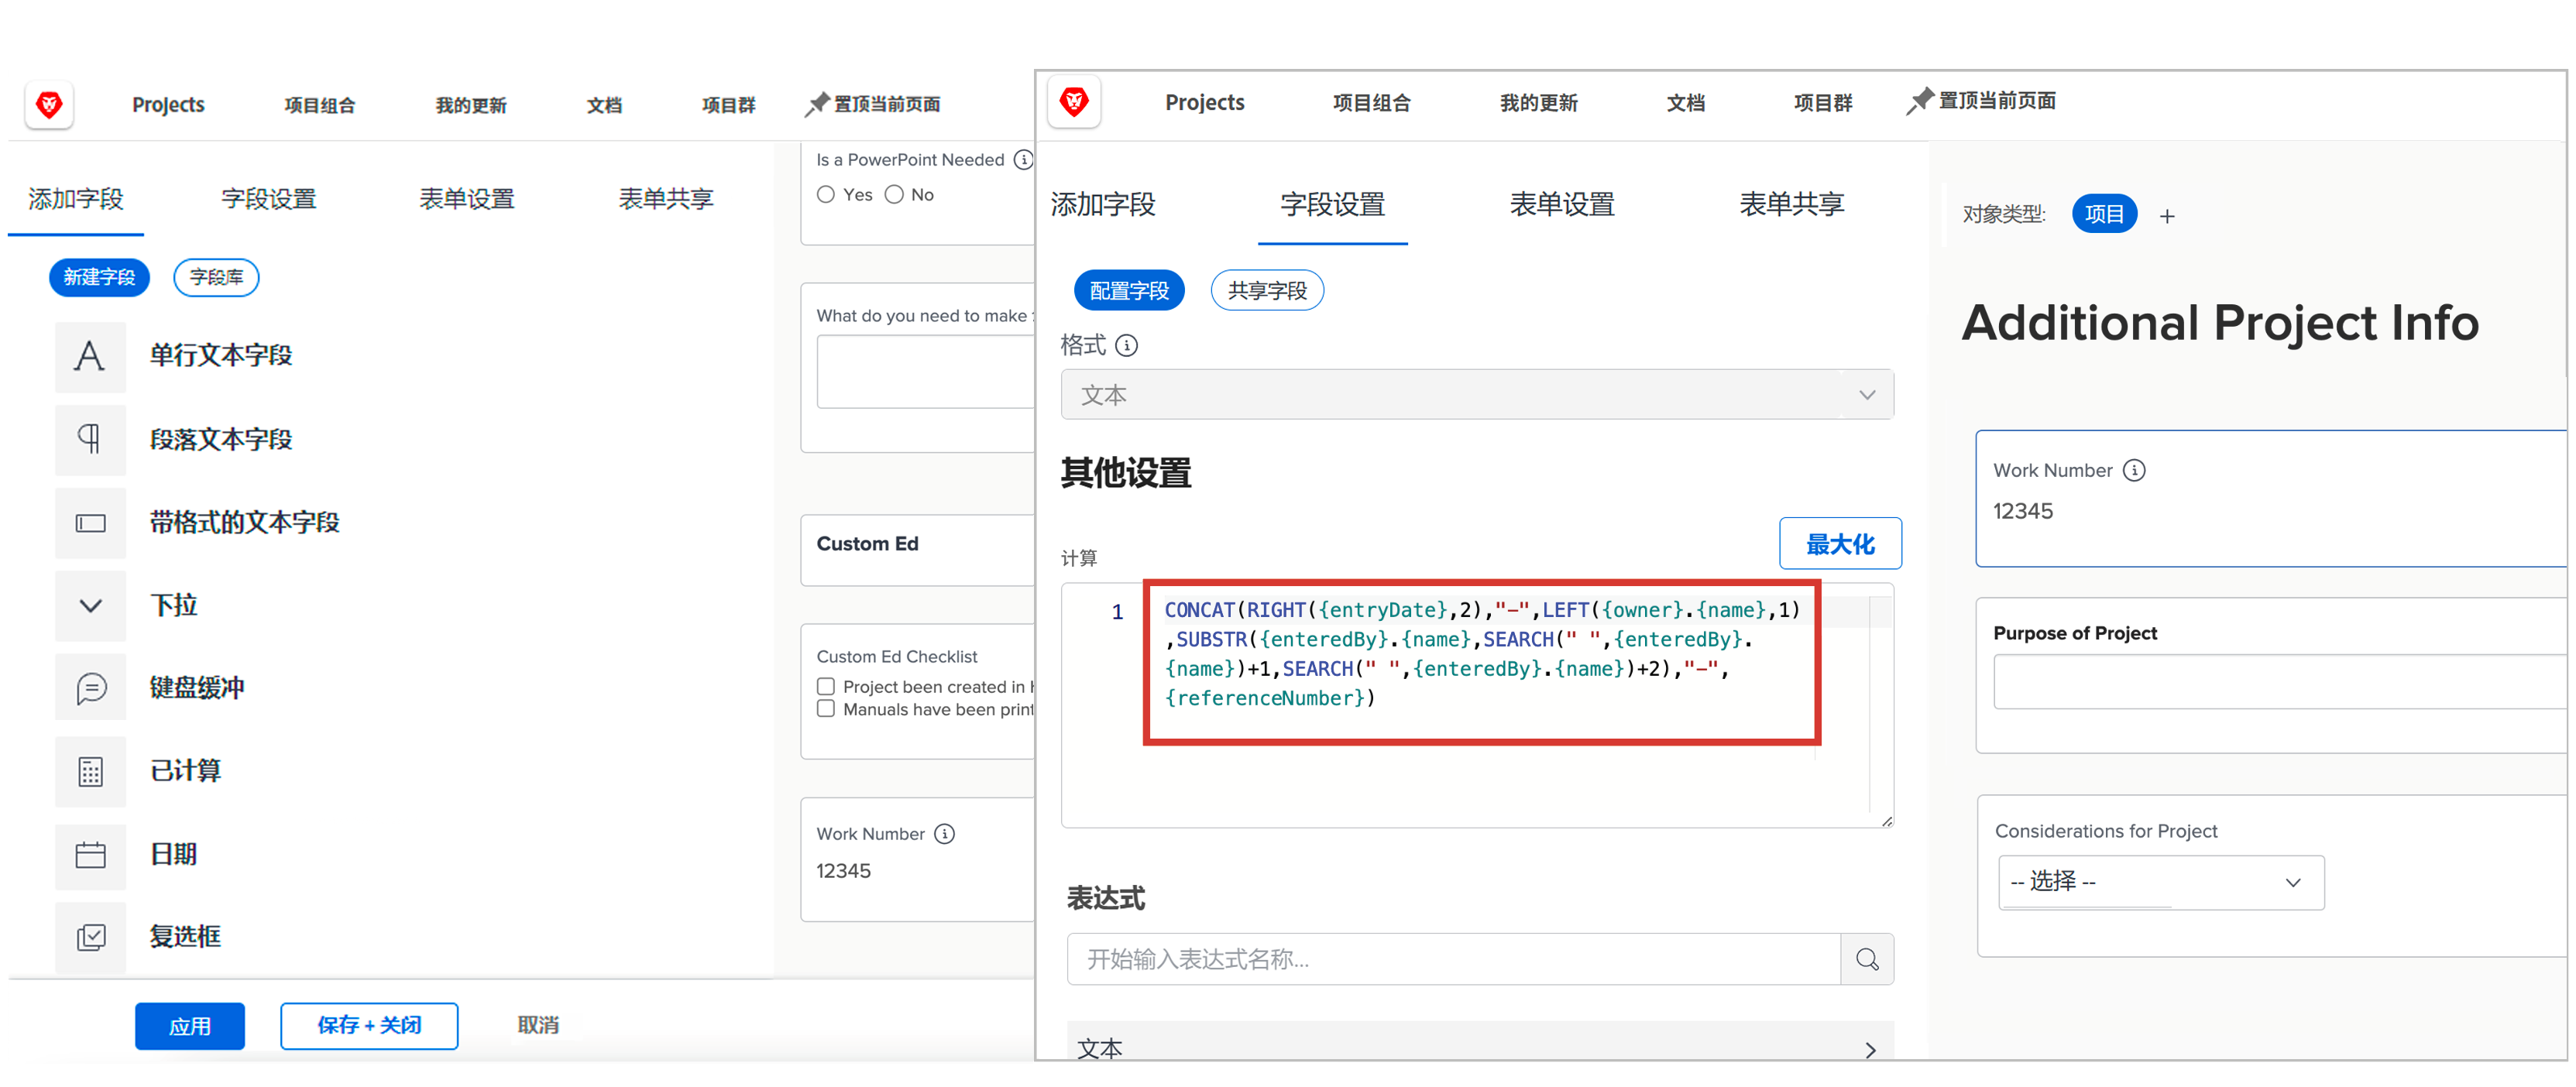 Projects 项目组合 我的更新 文档 项目群 置顶当前页面
添加字段 字段设置 表单设置 表单共享
新建字段 字段库
单行文本字段
段落文本字段
带格式的文本字段
下拉
键盘缓冲
已计算
日期
复选框
应用 保存 + 关闭 取消
Is a PowerPoint Needed
Yes No
What do you need to make
Custom Ed
Custom Ed Checklist
Project been created in
Manuals have been print
Work Number
12345
Projects 项目组合 我的更新 文档 项目群 置顶当前页面
添加字段 字段设置 表单设置 表单共享
配置字段 共享字段
格式
文本
其他设置
计算 最大化
1 CONCAT(RIGHT({entryDate},2),"-",LEFT({owner}.{name},1)
,SUBSTR({enteredBy}.{name},SEARCH(" ",{enteredBy}.
{name})+1,SEARCH(" ",{enteredBy}.{name})+2),"-",
{referenceNumber})
表达式
开始输入表达式名称...
文本
对象类型: 项目 +
Additional Project Info
Work Number
12345
Purpose of Project
Considerations for Project
-- 选择 --